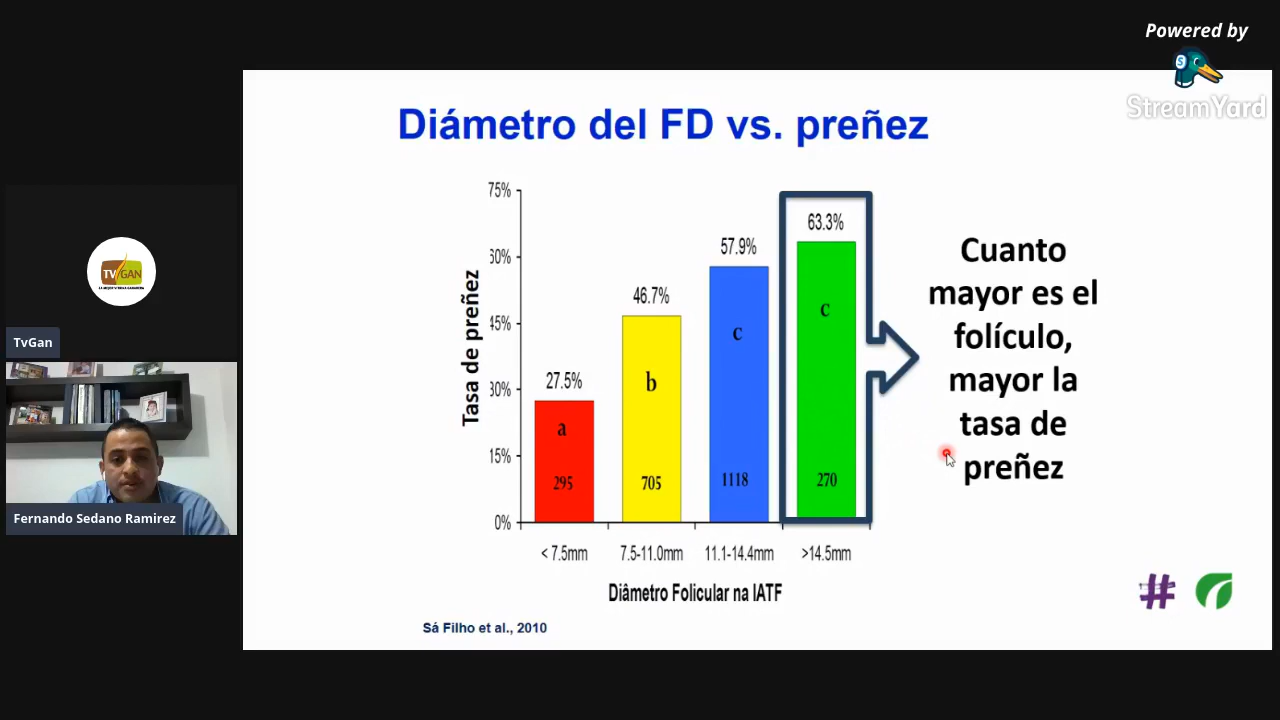 Powered by
StreamYard
Diámetro del FD vs. preñez
75%
60%
45%
30%
15%
0%
Tasa de preñez
27.5%
a
295
46.7%
b
705
57.9%
c
1118
63.3%
c
270
< 7.5mm
7.5-11.0mm
11.1-14.4mm
>14.5mm
Diâmetro Folicular na IATF
Cuanto
mayor es el
folículo,
mayor la
tasa de
preñez
Sá Filho et al., 2010
TV GAN
TvGan
Fernando Sedano Ramirez